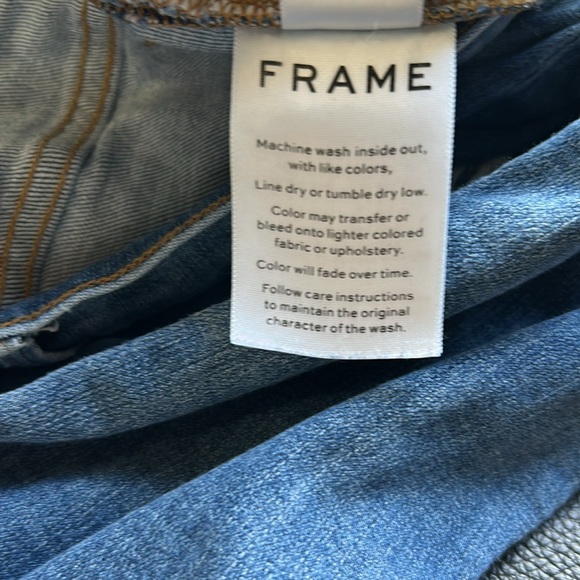 FRAME
Machine wash inside out,
with like colors,
Line dry or tumble dry low.
Color may transfer or
bleed onto lighter colored
fabric or upholstery.
Color will fade over time.
Follow care instructions
to maintain the original
character of the wash.